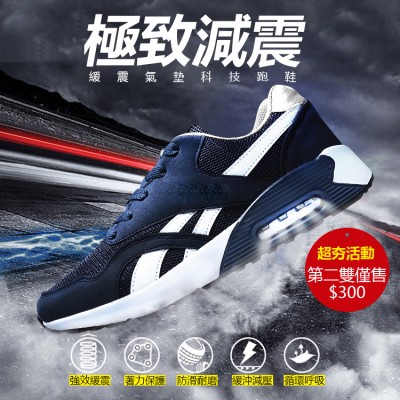 極致減震
緩震氣墊科技跑鞋
超夯活動
第二雙僅售
$300
強效緩震
著力保護
防滑耐磨
緩沖減壓
循環呼吸